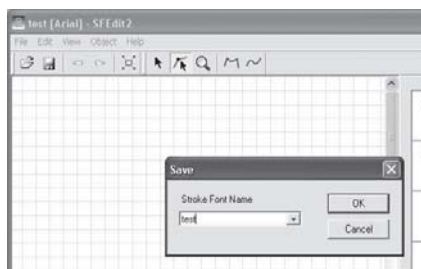 test [Arial] - SFEdit2
File Edit View Object Help
Save
Stroke Font Name
test
OK
Cancel